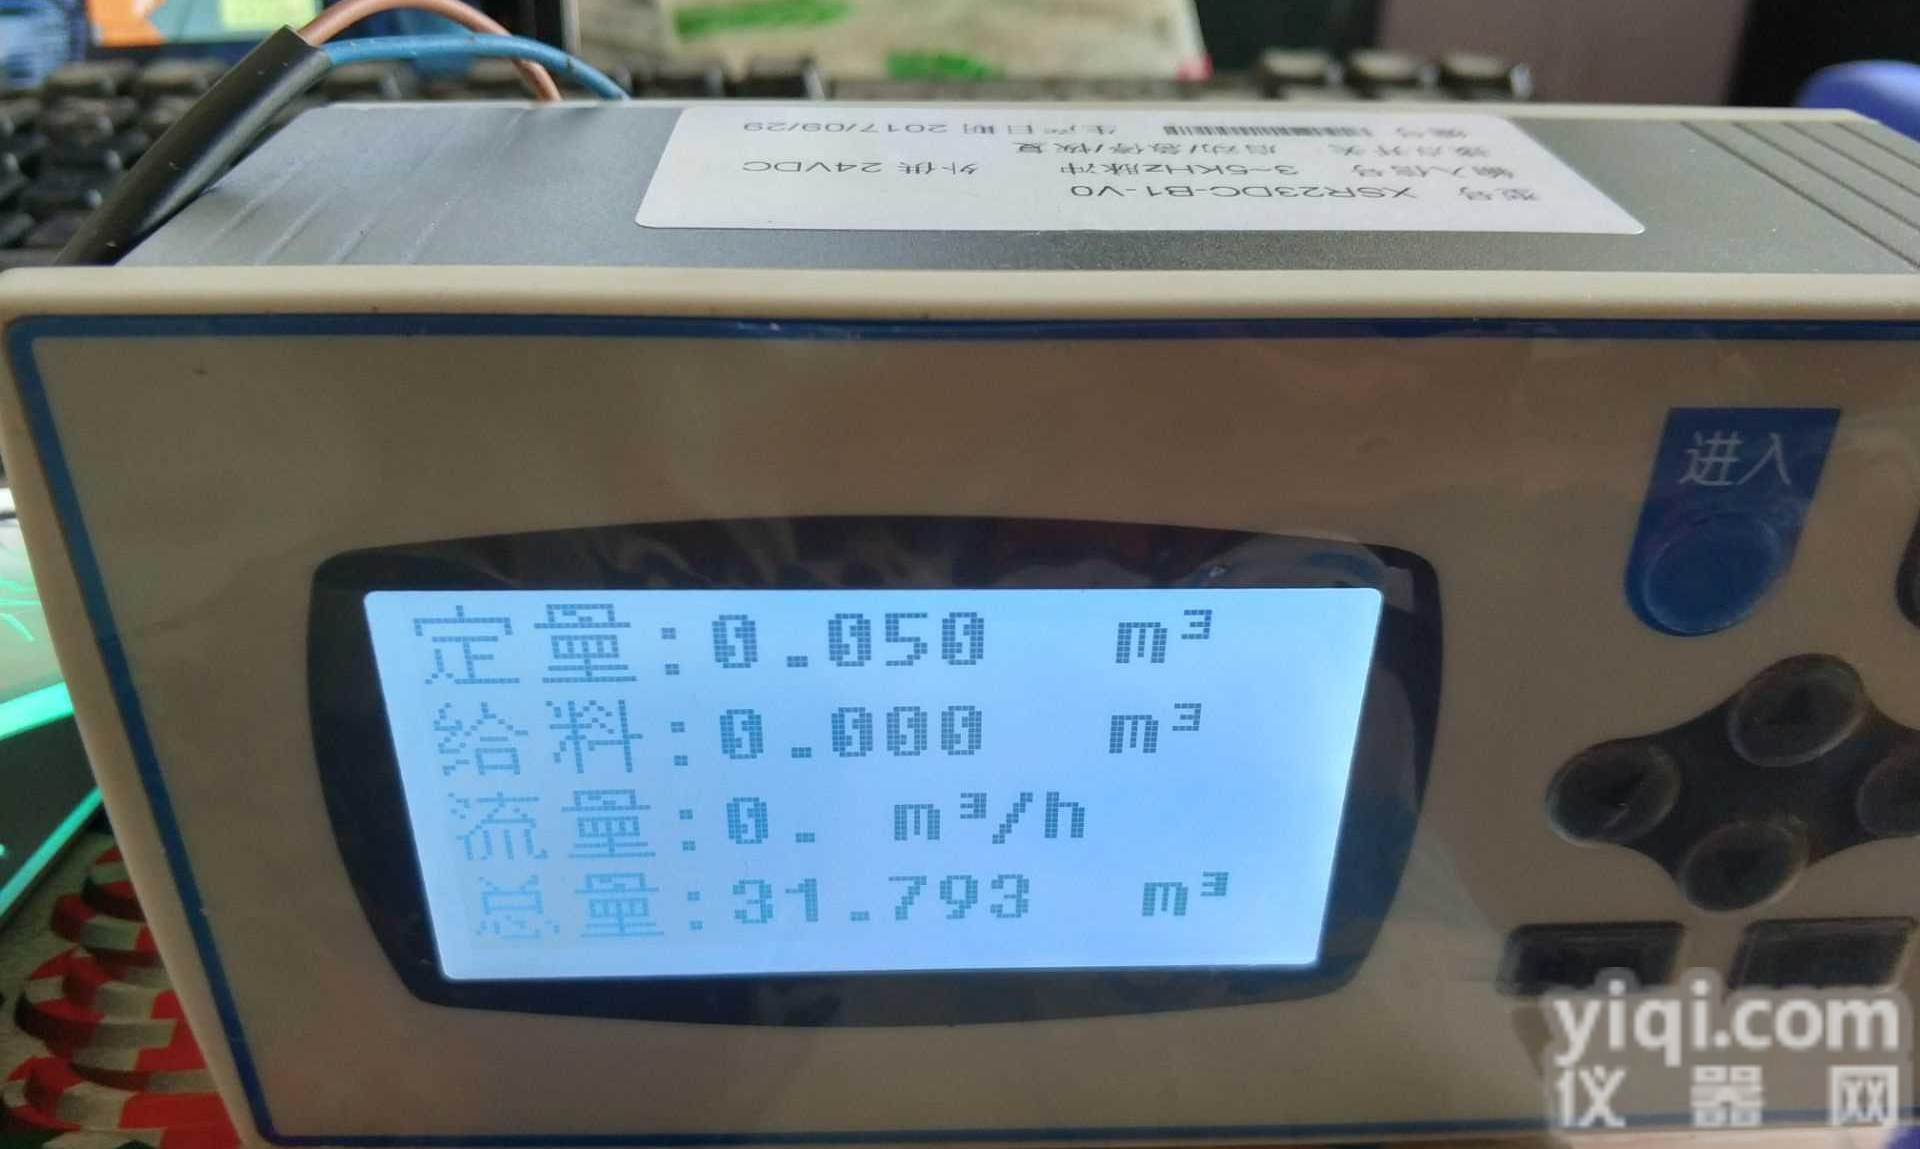 型号 XSR23DC-B1-V0
输入信号 3~5KHZ脉冲 外供 24VDC
接点开关 启动/急停/恢复
编号 生产日期 2017/09/29
进入
定量:0.050 m³
给料:0.000 m³
流量:0. m³/h
总量:31.793 m³
yiqi.com
仪器网